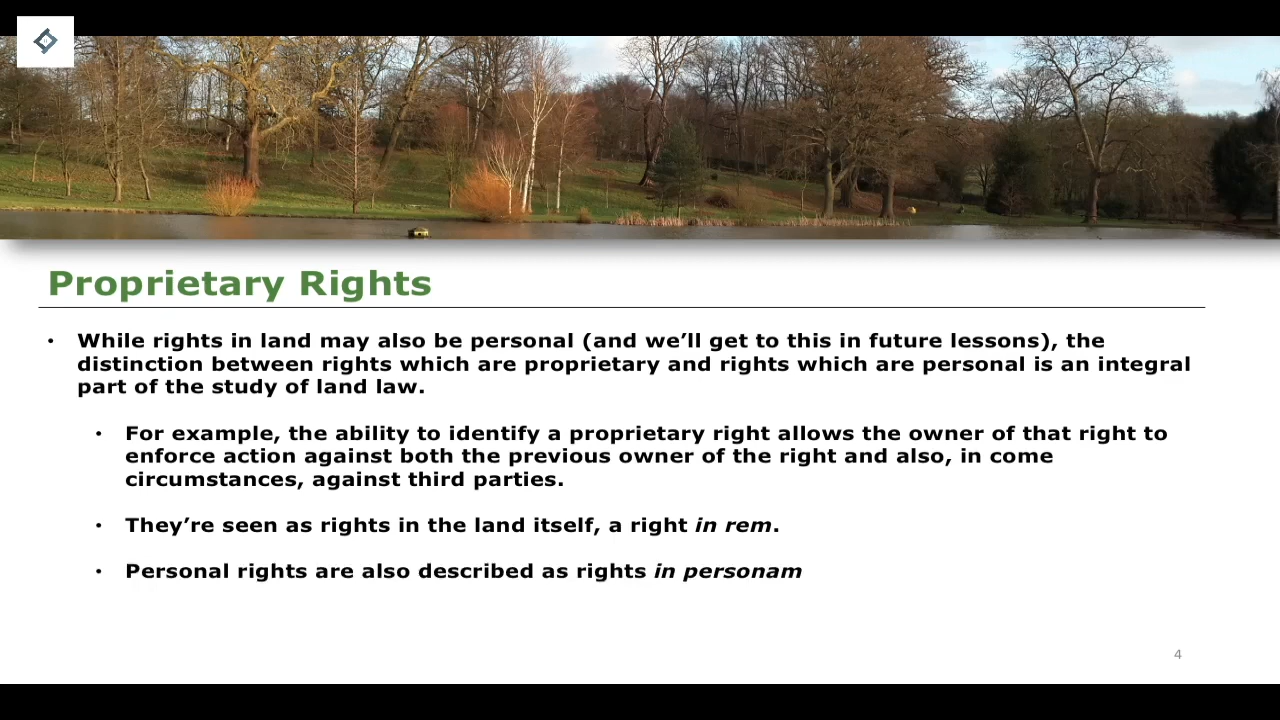 Proprietary Rights
• While rights in land may also be personal (and we’ll get to this in future lessons), the
distinction between rights which are proprietary and rights which are personal is an integral
part of the study of land law.
• For example, the ability to identify a proprietary right allows the owner of that right to
enforce action against both the previous owner of the right and also, in come
circumstances, against third parties.
• They’re seen as rights in the land itself, a right in rem.
• Personal rights are also described as rights in personam
4